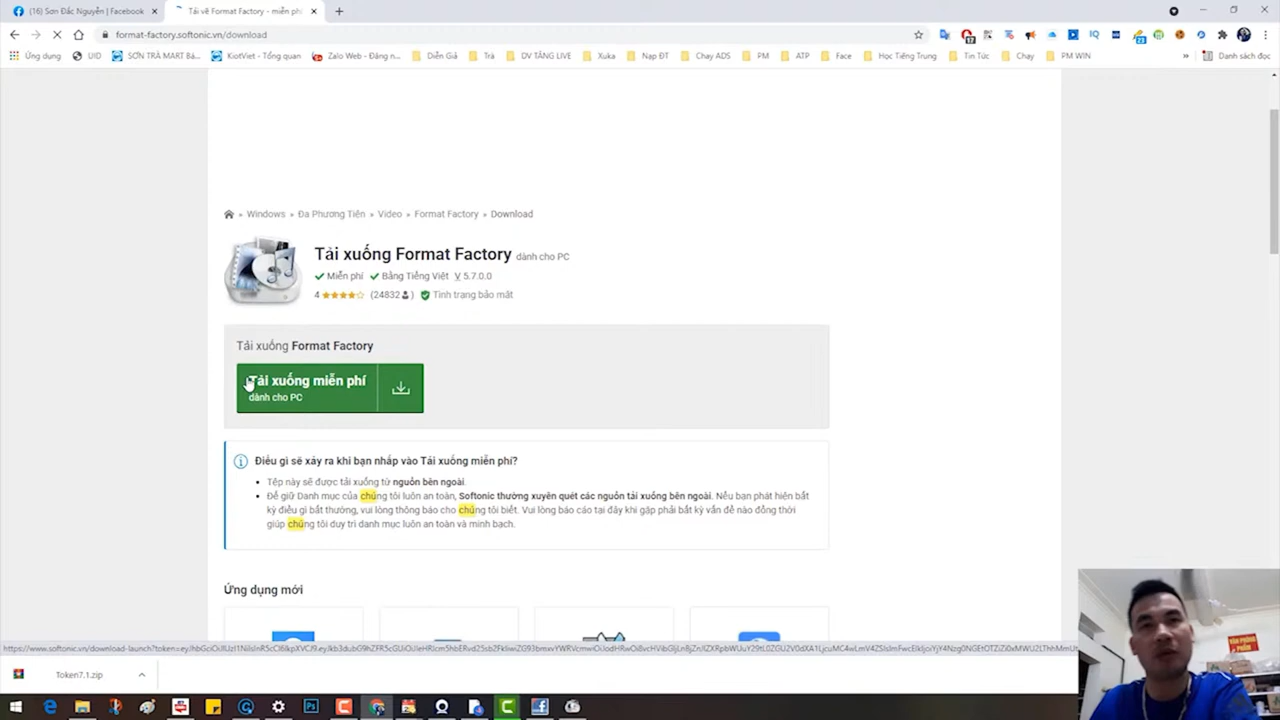 (16) Sơn Đắc Nguyễn | Facebook
Tải về Format Factory - miễn phí
format-factory.softonic.vn/download
Ứng dụng
UID
SƠN TRÀ MART Bá...
KiotViet - Tổng quan
Zalo Web - Đăng n...
Diễn Giả
Trà
DV TĂNG LIVE
Xuka
Nạp ĐT
Chay ADS
PM
ATP
Face
Học Tiếng Trung
Tin Tức
Chạy
PM WIN
»
Danh sách đọc
» Windows » Đa Phương Tiện » Video » Format Factory » Download
Tải xuống Format Factory dành cho PC
Miễn phí Bằng Tiếng Việt V 5.7.0.0
4 (24832) Tình trạng bảo mật
Tải xuống Format Factory
Tải xuống miễn phí
dành cho PC
Điều gì sẽ xảy ra khi bạn nhấp vào Tải xuống miễn phí?
Tệp này sẽ được tải xuống từ nguồn bên ngoài.
Để giữ Danh mục của chúng tôi luôn an toàn, Softonic thường xuyên quét các nguồn tải xuống bên ngoài. Nếu bạn phát hiện bất
kỳ điều gì bất thường, vui lòng thông báo cho chúng tôi biết. Vui lòng báo cáo tại đây khi gặp phải bất kỳ vấn đề nào đồng thời
giúp chúng tôi duy trì danh mục luôn an toàn và minh bạch.
Ứng dụng mới
Token7.1.zip